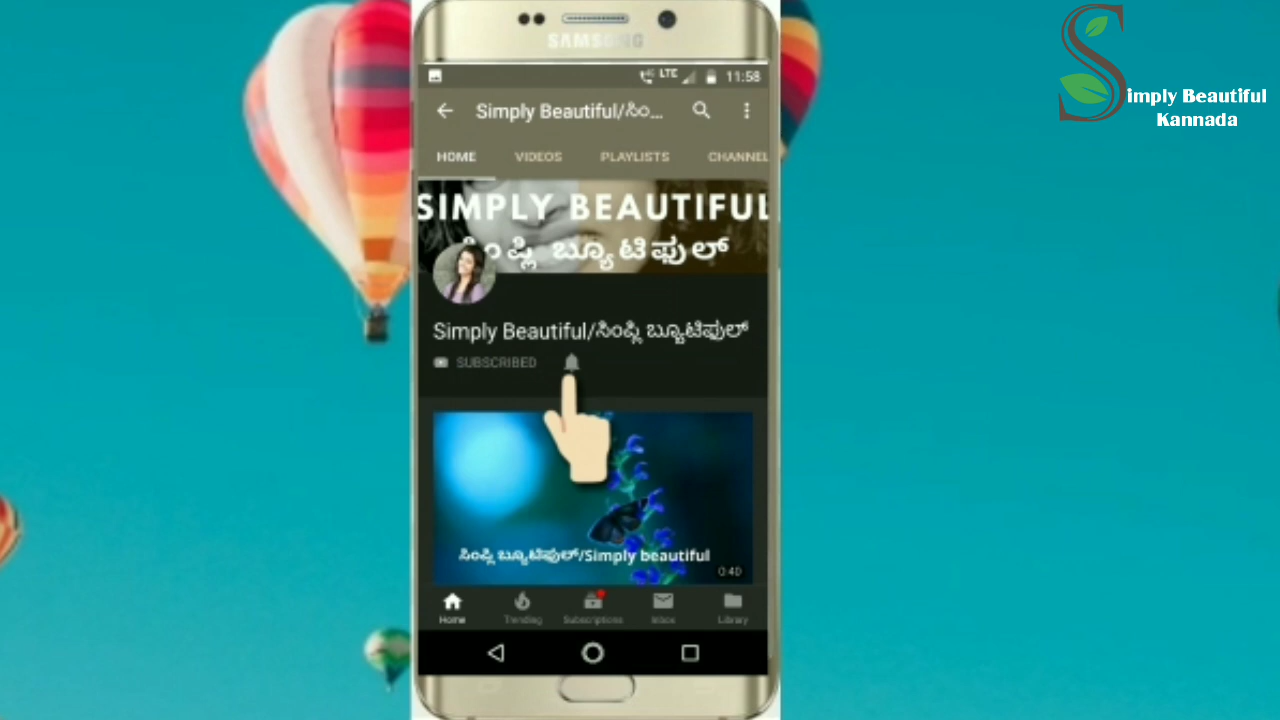 SAMSUNG
LTE 11:58
Simply Beautiful/ಸಿಂ...
HOME VIDEOS PLAYLISTS CHANNEL
SIMPLY BEAUTIFUL
ಸಿಂಪ್ಲಿ ಬ್ಯೂಟಿಫುಲ್
Simply Beautiful/ಸಿಂಪ್ಲಿ ಬ್ಯೂಟಿಫುಲ್
SUBSCRIBED
ಸಿಂಪ್ಲಿ ಬ್ಯೂಟಿಫುಲ್/Simply beautiful
0:40
Home Trending Subscriptions Inbox Library
Simply Beautiful
Kannada